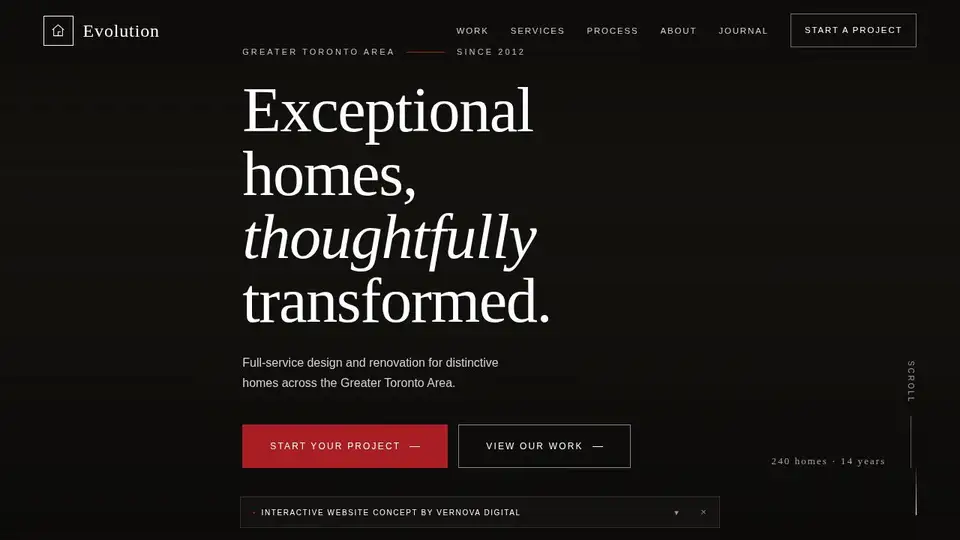 Evolution
WORK SERVICES PROCESS ABOUT JOURNAL START A PROJECT
GREATER TORONTO AREA SINCE 2012
Exceptional
homes,
thoughtfully
transformed.
Full-service design and renovation for distinctive
homes across the Greater Toronto Area.
START YOUR PROJECT — VIEW OUR WORK —
SCROLL
240 homes · 14 years
INTERACTIVE WEBSITE CONCEPT BY VERNOVA DIGITAL